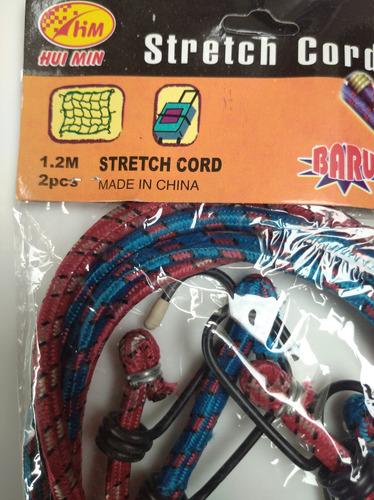 HM
HUI MIN
Stretch Cord
1.2M STRETCH CORD
2pcs MADE IN CHINA
BARU